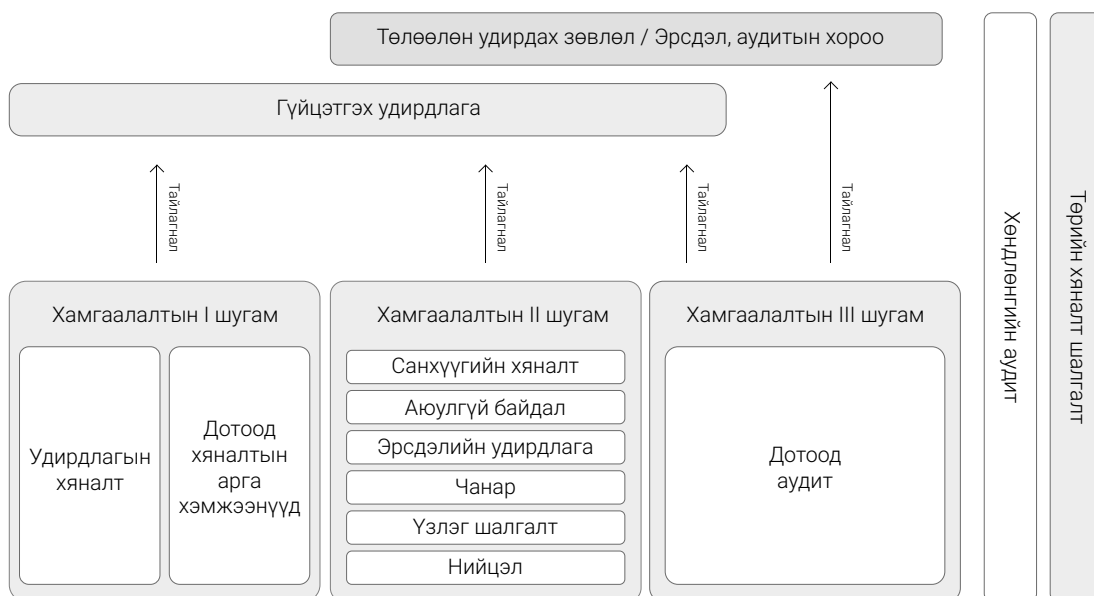 Төлөөлөн удирдах зөвлөл / Эрсдэл, аудитын хороо
Гүйцэтгэх удирдлага
Тайлагнал
Тайлагнал
Тайлагнал
Тайлагнал
Хамгаалалтын I шугам
Удирдлагын
хяналт
Дотоод
хяналтын
арга
хэмжээнүүд
Хамгаалалтын II шугам
Санхүүгийн хяналт
Аюулгүй байдал
Эрсдэлийн удирдлага
Чанар
Үзлэг шалгалт
Нийцэл
Хамгаалалтын III шугам
Дотоод
аудит
Хөндлөнгийн аудит
Төрийн хяналт шалгалт